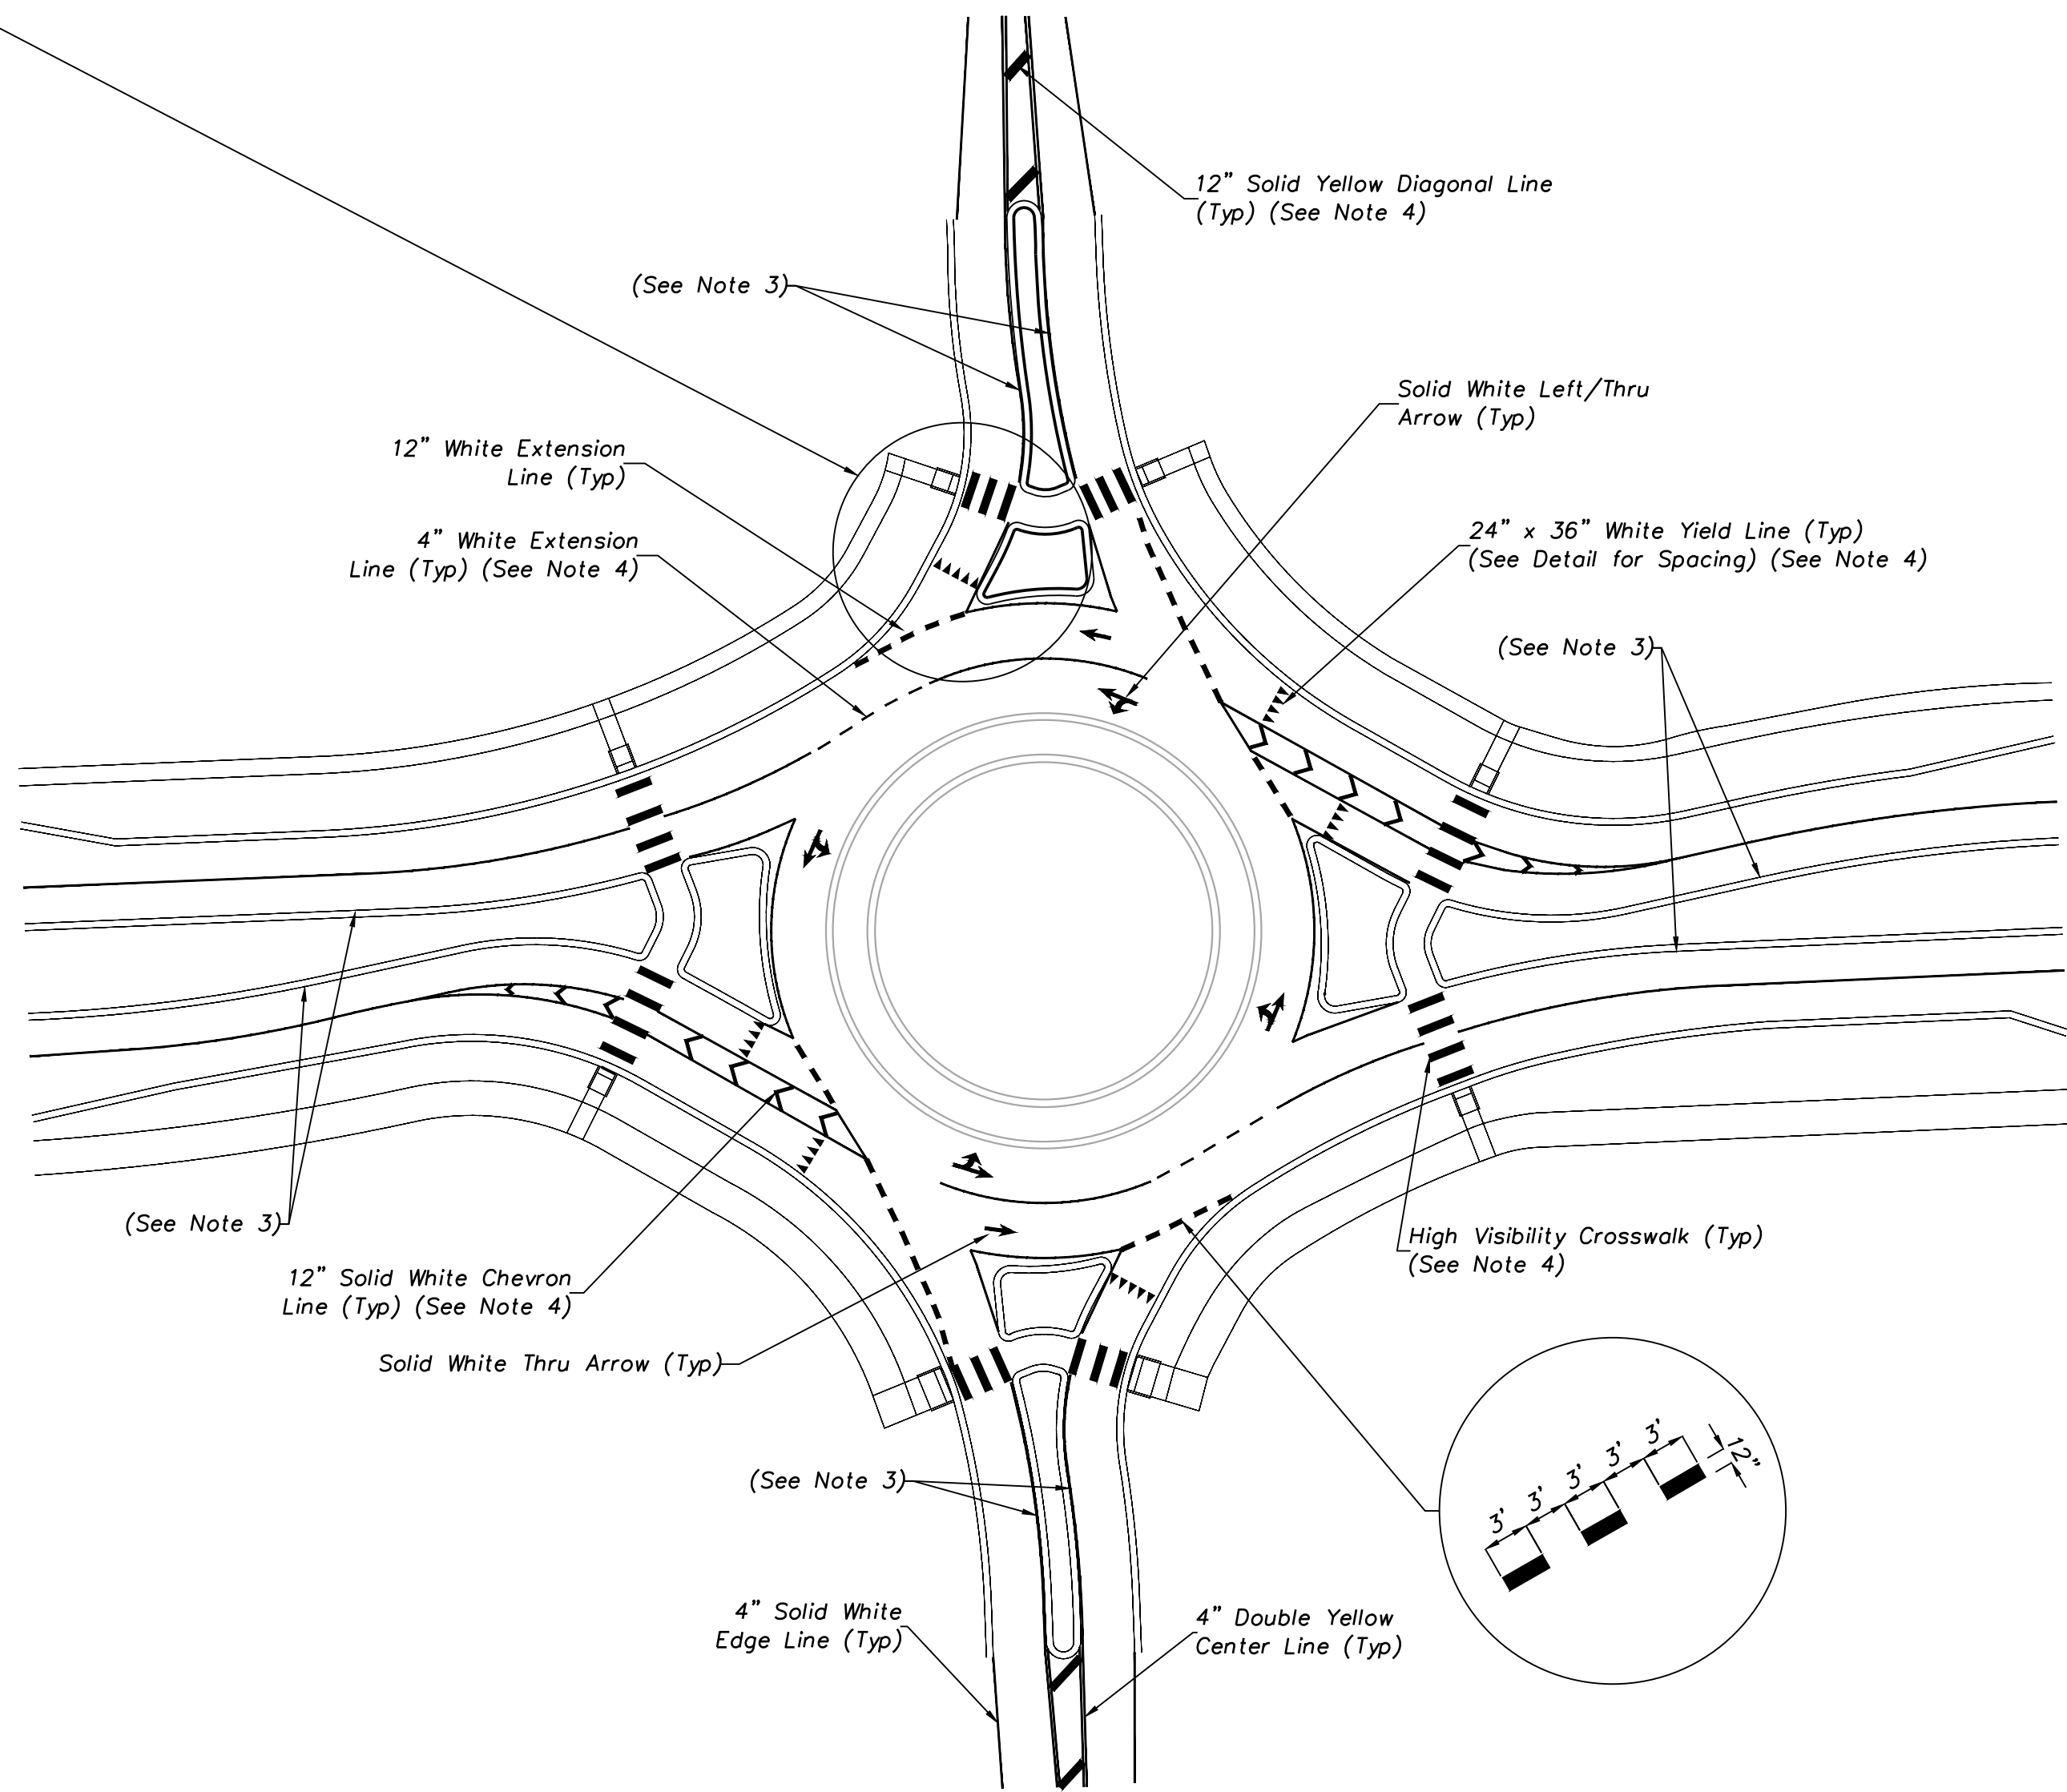 12” Solid Yellow Diagonal Line
(Typ) (See Note 4)
(See Note 3)
Solid White Left/Thru
Arrow (Typ)
12” White Extension
Line (Typ)
24” x 36” White Yield Line (Typ)
(See Detail for Spacing) (See Note 4)
4” White Extension
Line (Typ) (See Note 4)
(See Note 3)
(See Note 3)
High Visibility Crosswalk (Typ)
(See Note 4)
12” Solid White Chevron
Line (Typ) (See Note 4)
Solid White Thru Arrow (Typ)
(See Note 3)
3’
3’
3’
3’
3’
12”
4” Solid White
Edge Line (Typ)
4” Double Yellow
Center Line (Typ)